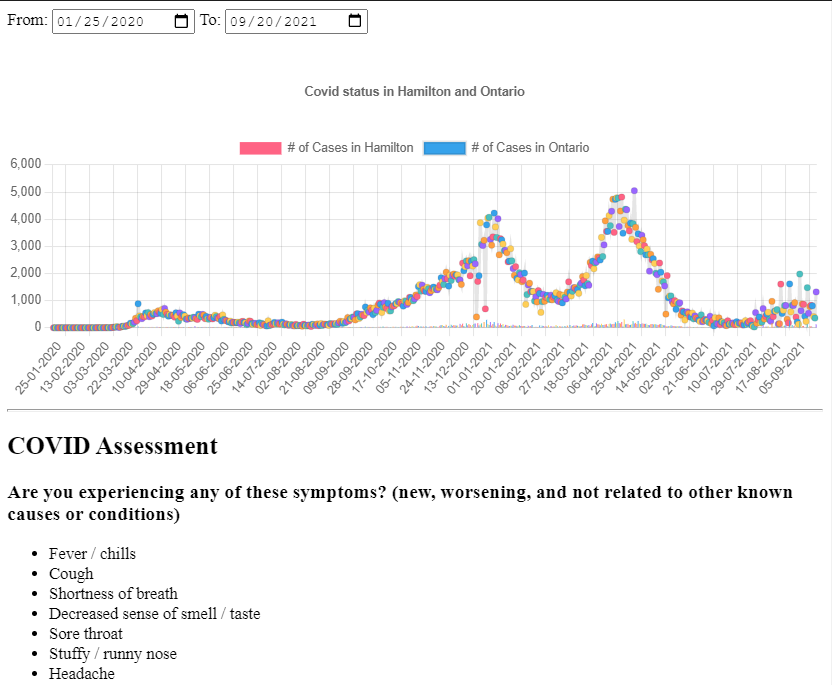 From: 01/25/2020 To: 09/20/2021
Covid status in Hamilton and Ontario
# of Cases in Hamilton # of Cases in Ontario
6,000
5,000
4,000
3,000
2,000
1,000
0
25-01-2020 13-02-2020 03-03-2020 22-03-2020 10-04-2020 29-04-2020 18-05-2020 06-06-2020 25-06-2020 14-07-2020 02-08-2020 21-08-2020 09-09-2020 28-09-2020 17-10-2020 05-11-2020 24-11-2020 13-12-2020 01-01-2021 20-01-2021 08-02-2021 27-02-2021 18-03-2021 06-04-2021 25-04-2021 14-05-2021 02-06-2021 21-06-2021 10-07-2021 29-07-2021 17-08-2021 05-09-2021
COVID Assessment
Are you experiencing any of these symptoms? (new, worsening, and not related to other known
causes or conditions)
• Fever / chills
• Cough
• Shortness of breath
• Decreased sense of smell / taste
• Sore throat
• Stuffy / runny nose
• Headache